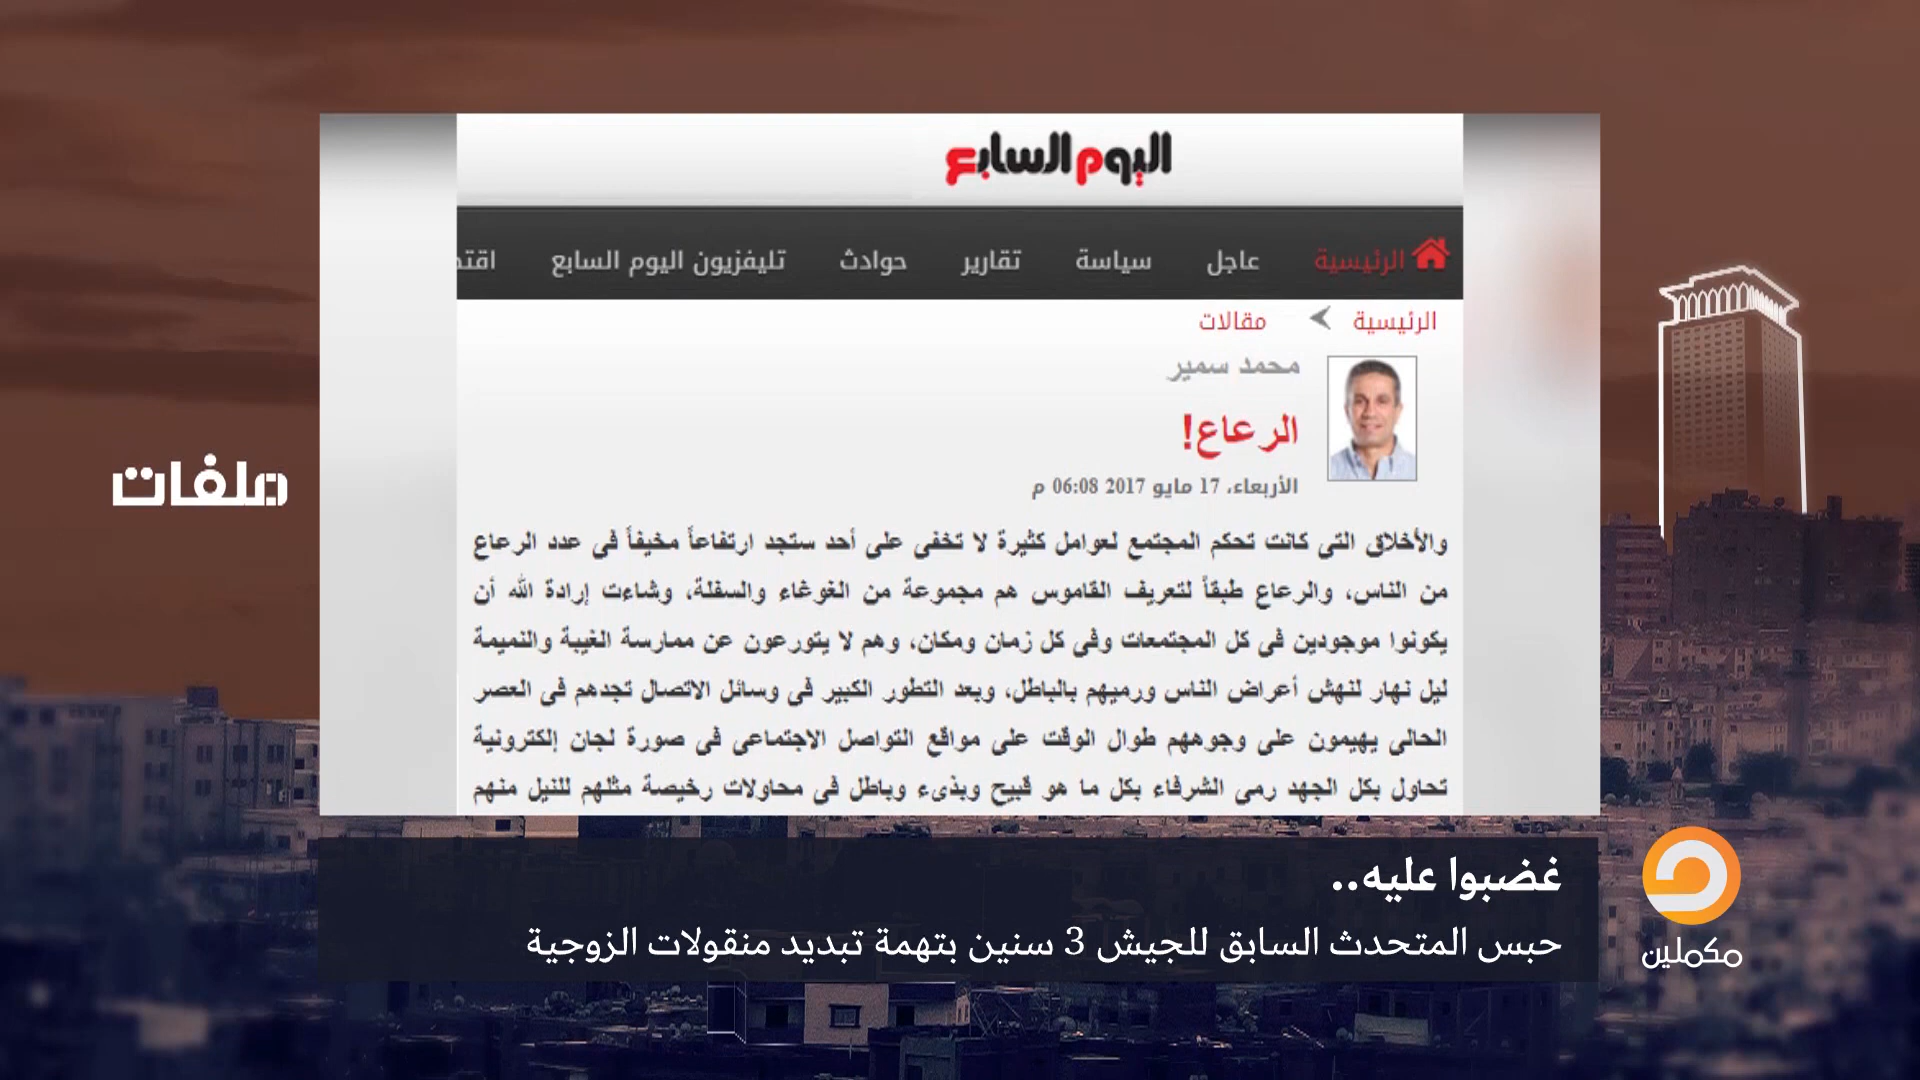 اليوم السابع
الرئيسية عاجل سياسة تقارير حوادث تليفزيون اليوم السابع
الرئيسية مقالات
محمد سمير
الرعاع!
الأربعاء، 17 مايو 2017 06:08 م
والأخلاق التى كانت تحكم المجتمع لعوامل كثيرة لا تخفى على أحد ستجد ارتفاعاً مخيفاً فى عدد الرعاع
من الناس، والرعاع طبقاً لتعريف القاموس هم مجموعة من الغوغاء والسفلة، وشاءت إرادة الله أن
يكونوا موجودين فى كل المجتمعات وفى كل زمان ومكان، وهم لا يتورعون عن ممارسة الغيبة والنميمة
ليل نهار لنهش أعراض الناس ورميهم بالباطل، وبعد التطور الكبير فى وسائل الاتصال تجدهم فى العصر
الحالى يهيمون على وجوههم طوال الوقت على مواقع التواصل الاجتماعى فى صورة لجان إلكترونية
تحاول بكل الجهد رمى الشرفاء بكل ما هو قبيح وبذىء وباطل فى محاولات رخيصة مثلهم للنيل منهم
ملفات
غضبوا عليه..
حبس المتحدث السابق للجيش 3 سنين بتهمة تبديد منقولات الزوجية
مكملين